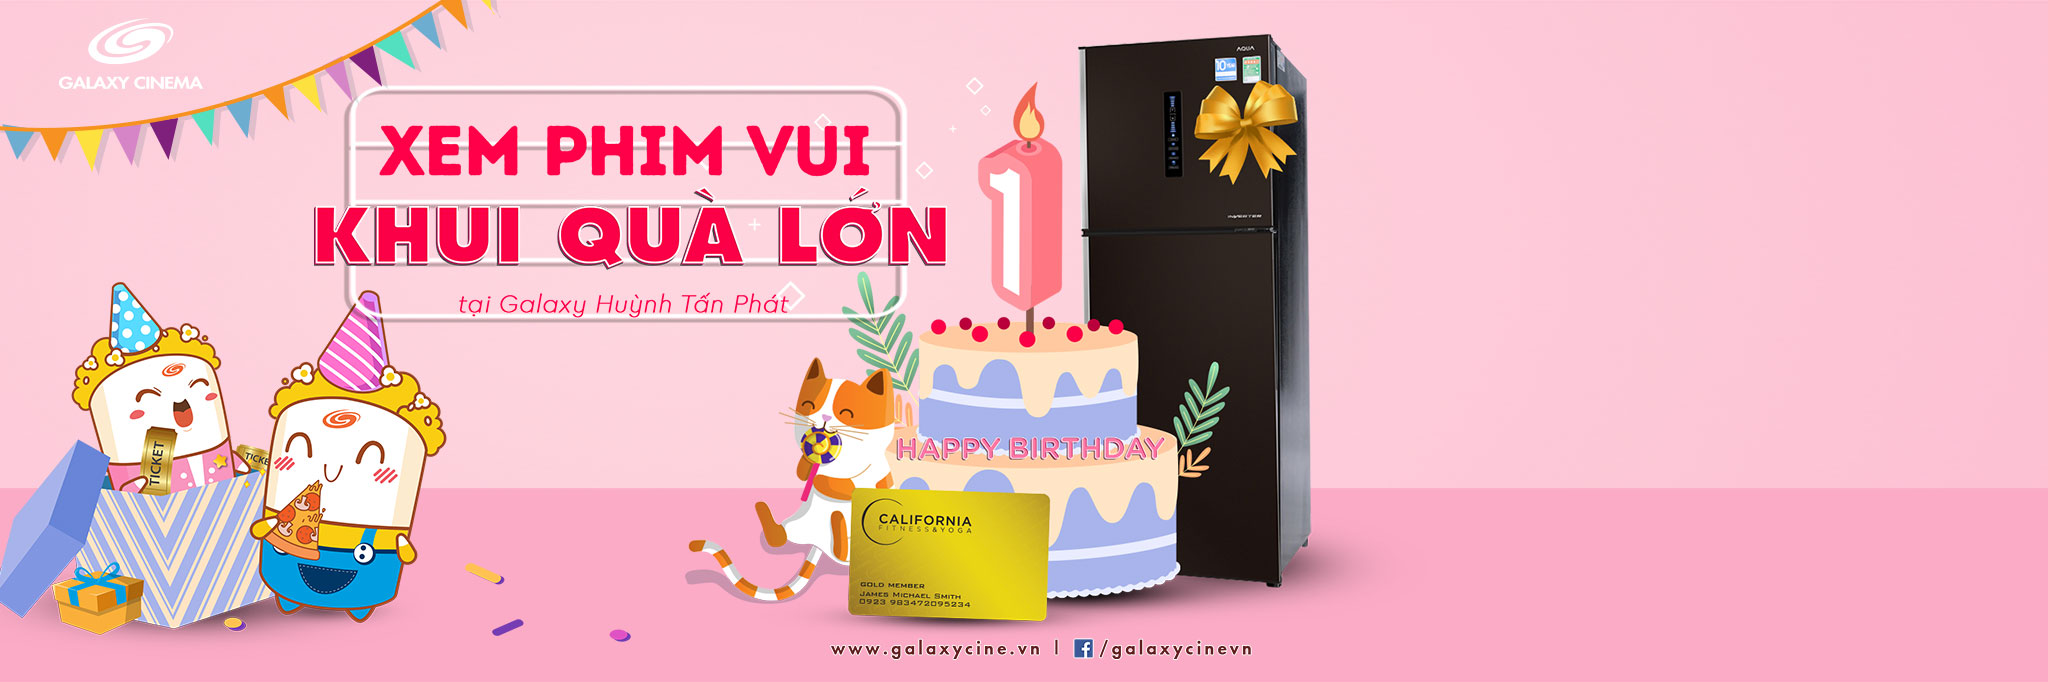 GALAXY CINEMA
XEM PHIM VUI
KHUI QUÀ LỚN
tại Galaxy Huỳnh Tấn Phát
1
AQUA
INVERTER
TICKET
HAPPY BIRTHDAY
CALIFORNIA
FITNESS & YOGA
GOLD MEMBER
JAMES MICHAEL SMITH
0923 983472095234
www.galaxycine.vn | /galaxycinevn